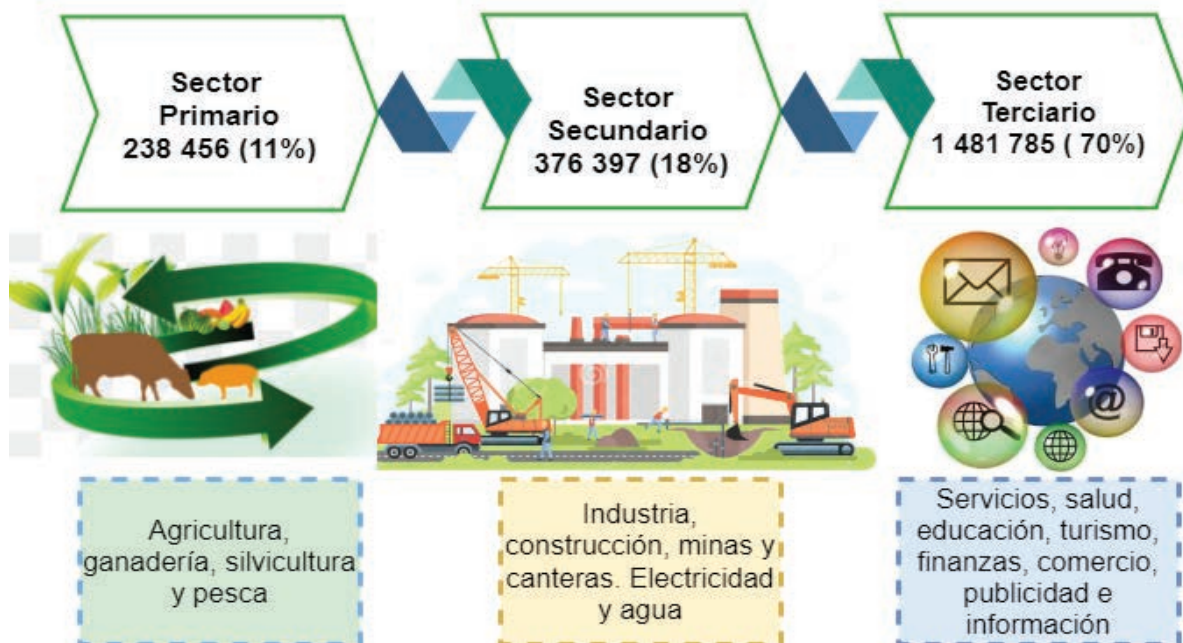 Sector
Primario
238 456 (11%)
Sector
Secundario
376 397 (18%)
Sector
Terciario
1 481 785 ( 70%)
@
Agricultura,
ganadería, silvicultura
y pesca
Industria,
construcción, minas y
canteras. Electricidad
y agua
Servicios, salud,
educación, turismo,
finanzas, comercio,
publicidad e
información